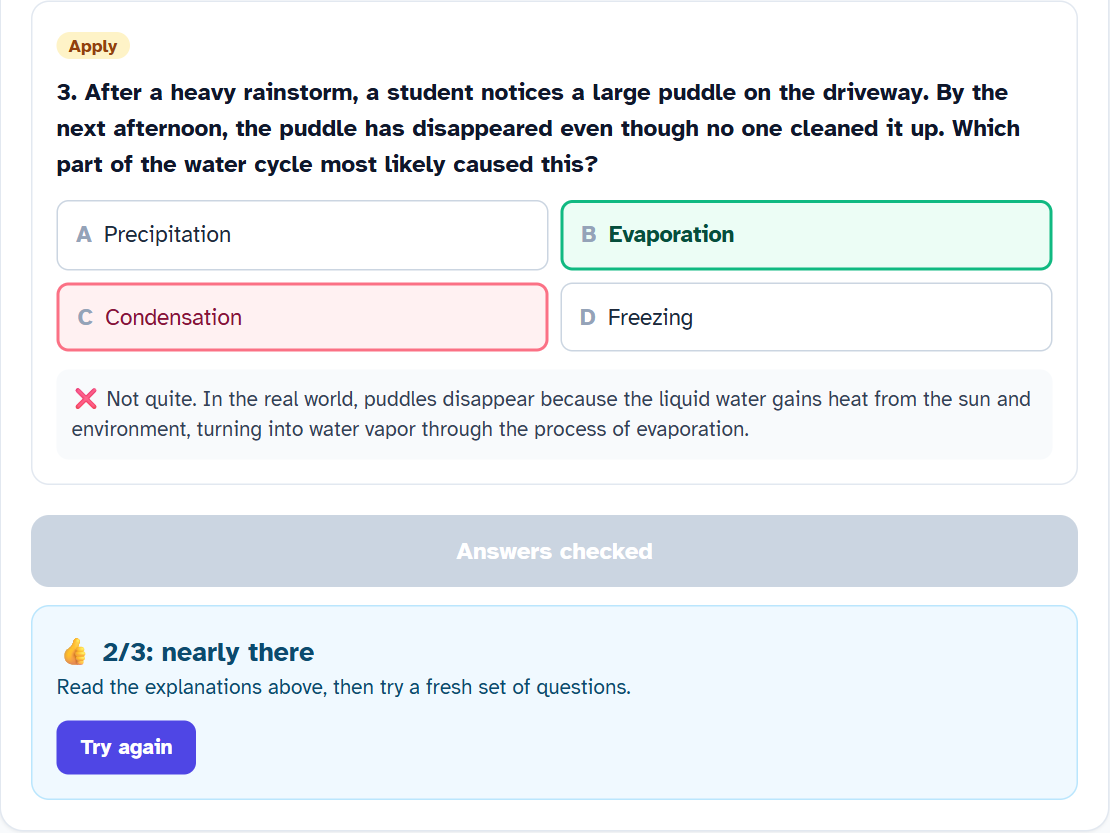 Apply
3. After a heavy rainstorm, a student notices a large puddle on the driveway. By the
next afternoon, the puddle has disappeared even though no one cleaned it up. Which
part of the water cycle most likely caused this?
A Precipitation
B Evaporation
C Condensation
D Freezing
❌ Not quite. In the real world, puddles disappear because the liquid water gains heat from the sun and
environment, turning into water vapor through the process of evaporation.
Answers checked
👍 2/3: nearly there
Read the explanations above, then try a fresh set of questions.
Try again